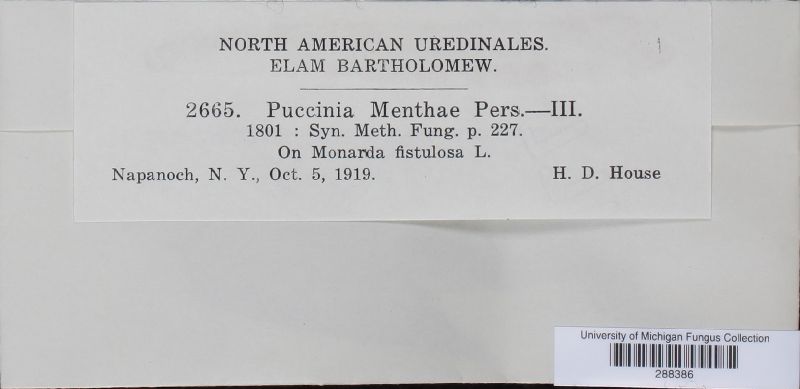 NORTH AMERICAN UREDINALES.
ELAM BARTHOLOMEW.
2665. Puccinia Menthae Pers.—III.
1801 : Syn. Meth. Fung. p. 227.
On Monarda fistulosa L.
Napanoch, N. Y., Oct. 5, 1919. H. D. House
University of Michigan Fungus Collection
288386